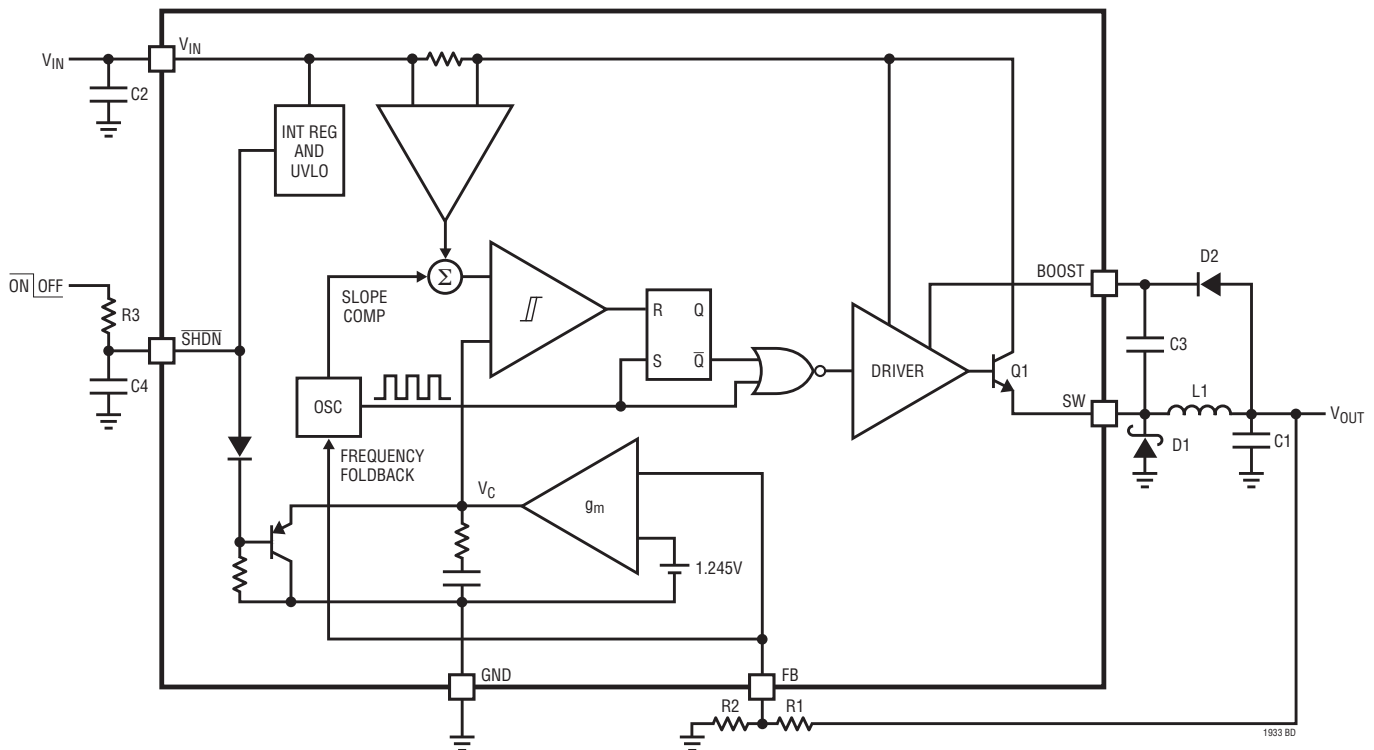 V_IN
V_IN
C2
INT REG
AND
UVLO
ON OFF
R3
SHDN
C4
SLOPE
COMP
Σ
OSC
FREQUENCY
FOLDBACK
R Q
S Q
DRIVER
Q1
BOOST
D2
C3
SW
L1
D1
C1
V_OUT
V_C
g_m
1.245V
GND
FB
R2
R1
1933 BD